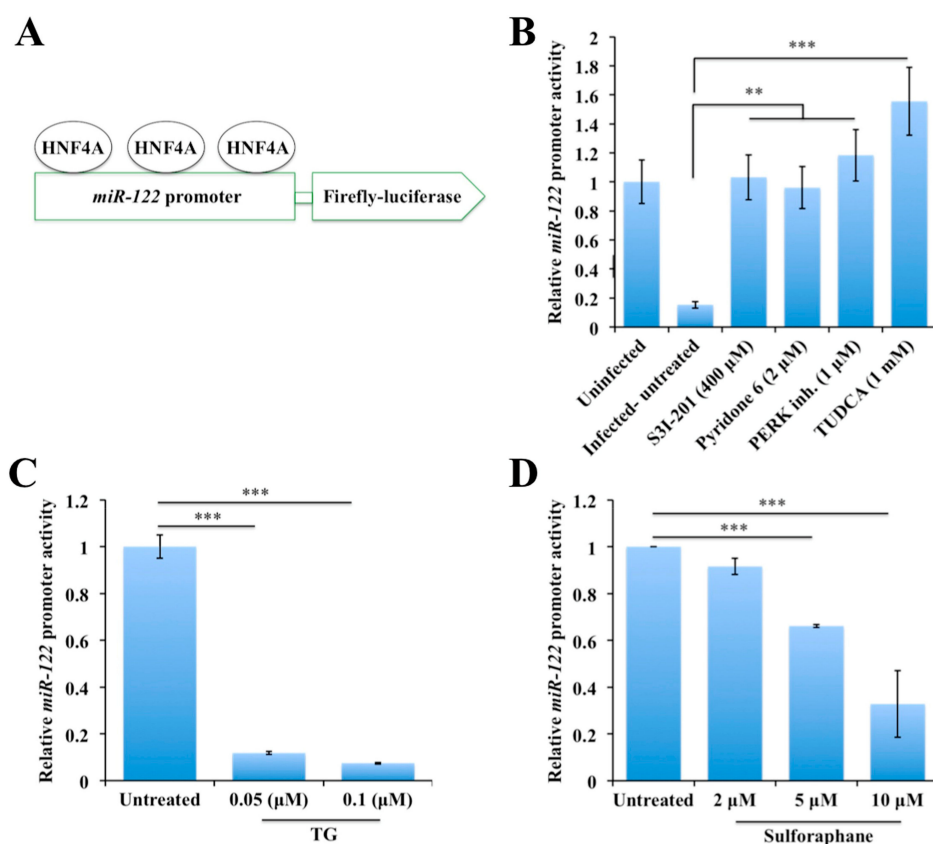 A
HNF4A HNF4A HNF4A
miR-122 promoter Firefly-luciferase
B
Relative miR-122 promoter activity
2
1.8
1.6
1.4
1.2
1
0.8
0.6
0.4
0.2
0
***
**
Uninfected
Infected- untreated
S3I-201 (400 µM)
Pyridone 6 (2 µM)
PERK inh. (1 µM)
TUDCA (1 mM)
C
Relative miR-122 promoter activity
1.2
1
0.8
0.6
0.4
0.2
0
***
***
Untreated 0.05 (µM) 0.1 (µM)
TG
D
Relative miR-122 promoter activity
1.2
1
0.8
0.6
0.4
0.2
0
***
***
Untreated 2 µM 5 µM 10 µM
Sulforaphane